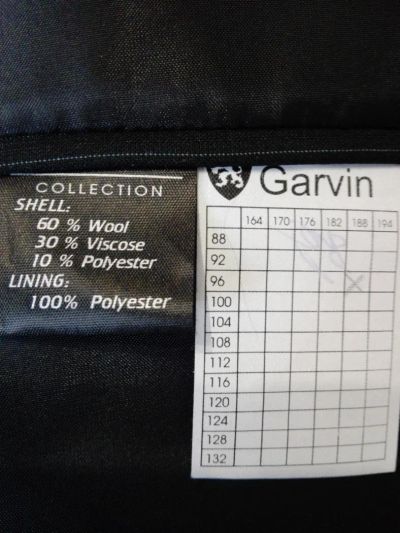 COLLECTION
SHELL:
60 % Wool
30 % Viscose
10 % Polyester
LINING:
100% Polyester
Garvin
164 170 176 182 188 194
88
92
96 X
100
104
108
112
116
120
124
128
132